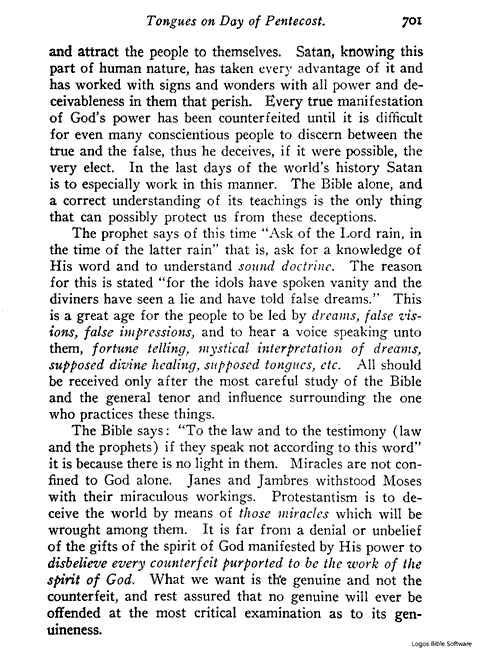 Tongues on Day of Pentecost. 701
and attract the people to themselves. Satan, knowing this
part of human nature, has taken every advantage of it and
has worked with signs and wonders with all power and de-
ceivableness in them that perish. Every true manifestation
of God's power has been counterfeited until it is difficult
for even many conscientious people to discern between the
true and the false, thus he deceives, if it were possible, the
very elect. In the last days of the world's history Satan
is to especially work in this manner. The Bible alone, and
a correct understanding of its teachings is the only thing
that can possibly protect us from these deceptions.
The prophet says of this time "Ask of the Lord rain, in
the time of the latter rain" that is, ask for a knowledge of
His word and to understand sound doctrine. The reason
for this is stated "for the idols have spoken vanity and the
diviners have seen a lie and have told false dreams." This
is a great age for the people to be led by dreams, false vis-
ions, false impressions, and to hear a voice speaking unto
them, fortune telling, mystical interpretation of dreams,
supposed divine healing, supposed tongues, etc. All should
be received only after the most careful study of the Bible
and the general tenor and influence surrounding the one
who practices these things.
The Bible says: "To the law and to the testimony (law
and the prophets) if they speak not according to this word"
it is because there is no light in them. Miracles are not con-
fined to God alone. Janes and Jambres withstood Moses
with their miraculous workings. Protestantism is to de-
ceive the world by means of those miracles which will be
wrought among them. It is far from a denial or unbelief
of the gifts of the spirit of God manifested by His power to
disbelieve every counterfeit purported to be the work of the
spirit of God. What we want is the genuine and not the
counterfeit, and rest assured that no genuine will ever be
offended at the most critical examination as to its gen-
uineness.
Logos Bible Software